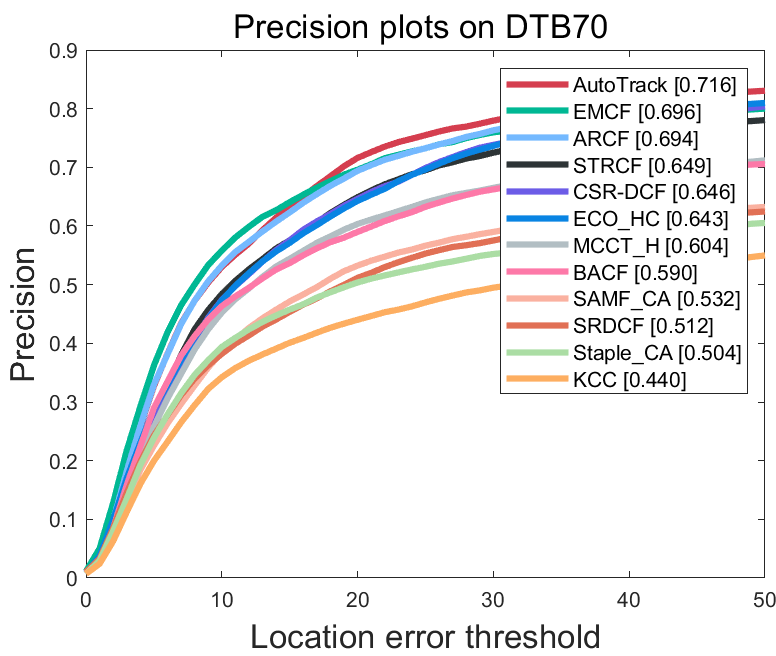 Precision plots on DTB70
0.9
0.8
0.7
0.6
0.5
0.4
0.3
0.2
0.1
0
Precision
AutoTrack [0.716]
EMCF [0.696]
ARCF [0.694]
STRCF [0.649]
CSR-DCF [0.646]
ECO_HC [0.643]
MCCT_H [0.604]
BACF [0.590]
SAMF_CA [0.532]
SRDCF [0.512]
Staple_CA [0.504]
KCC [0.440]
0 10 20 30 40 50
Location error threshold